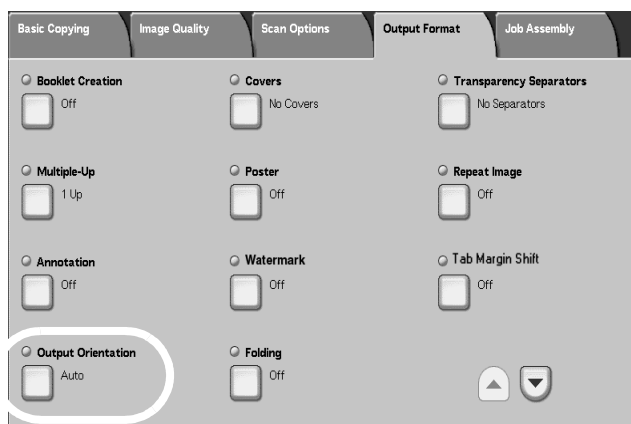 Basic Copying Image Quality Scan Options Output Format Job Assembly
Booklet Creation Covers Transparency Separators
Off No Covers No Separators
Multiple-Up Poster Repeat Image
1 Up Off Off
Annotation Watermark Tab Margin Shift
Off Off Off
Output Orientation Folding
Auto Off